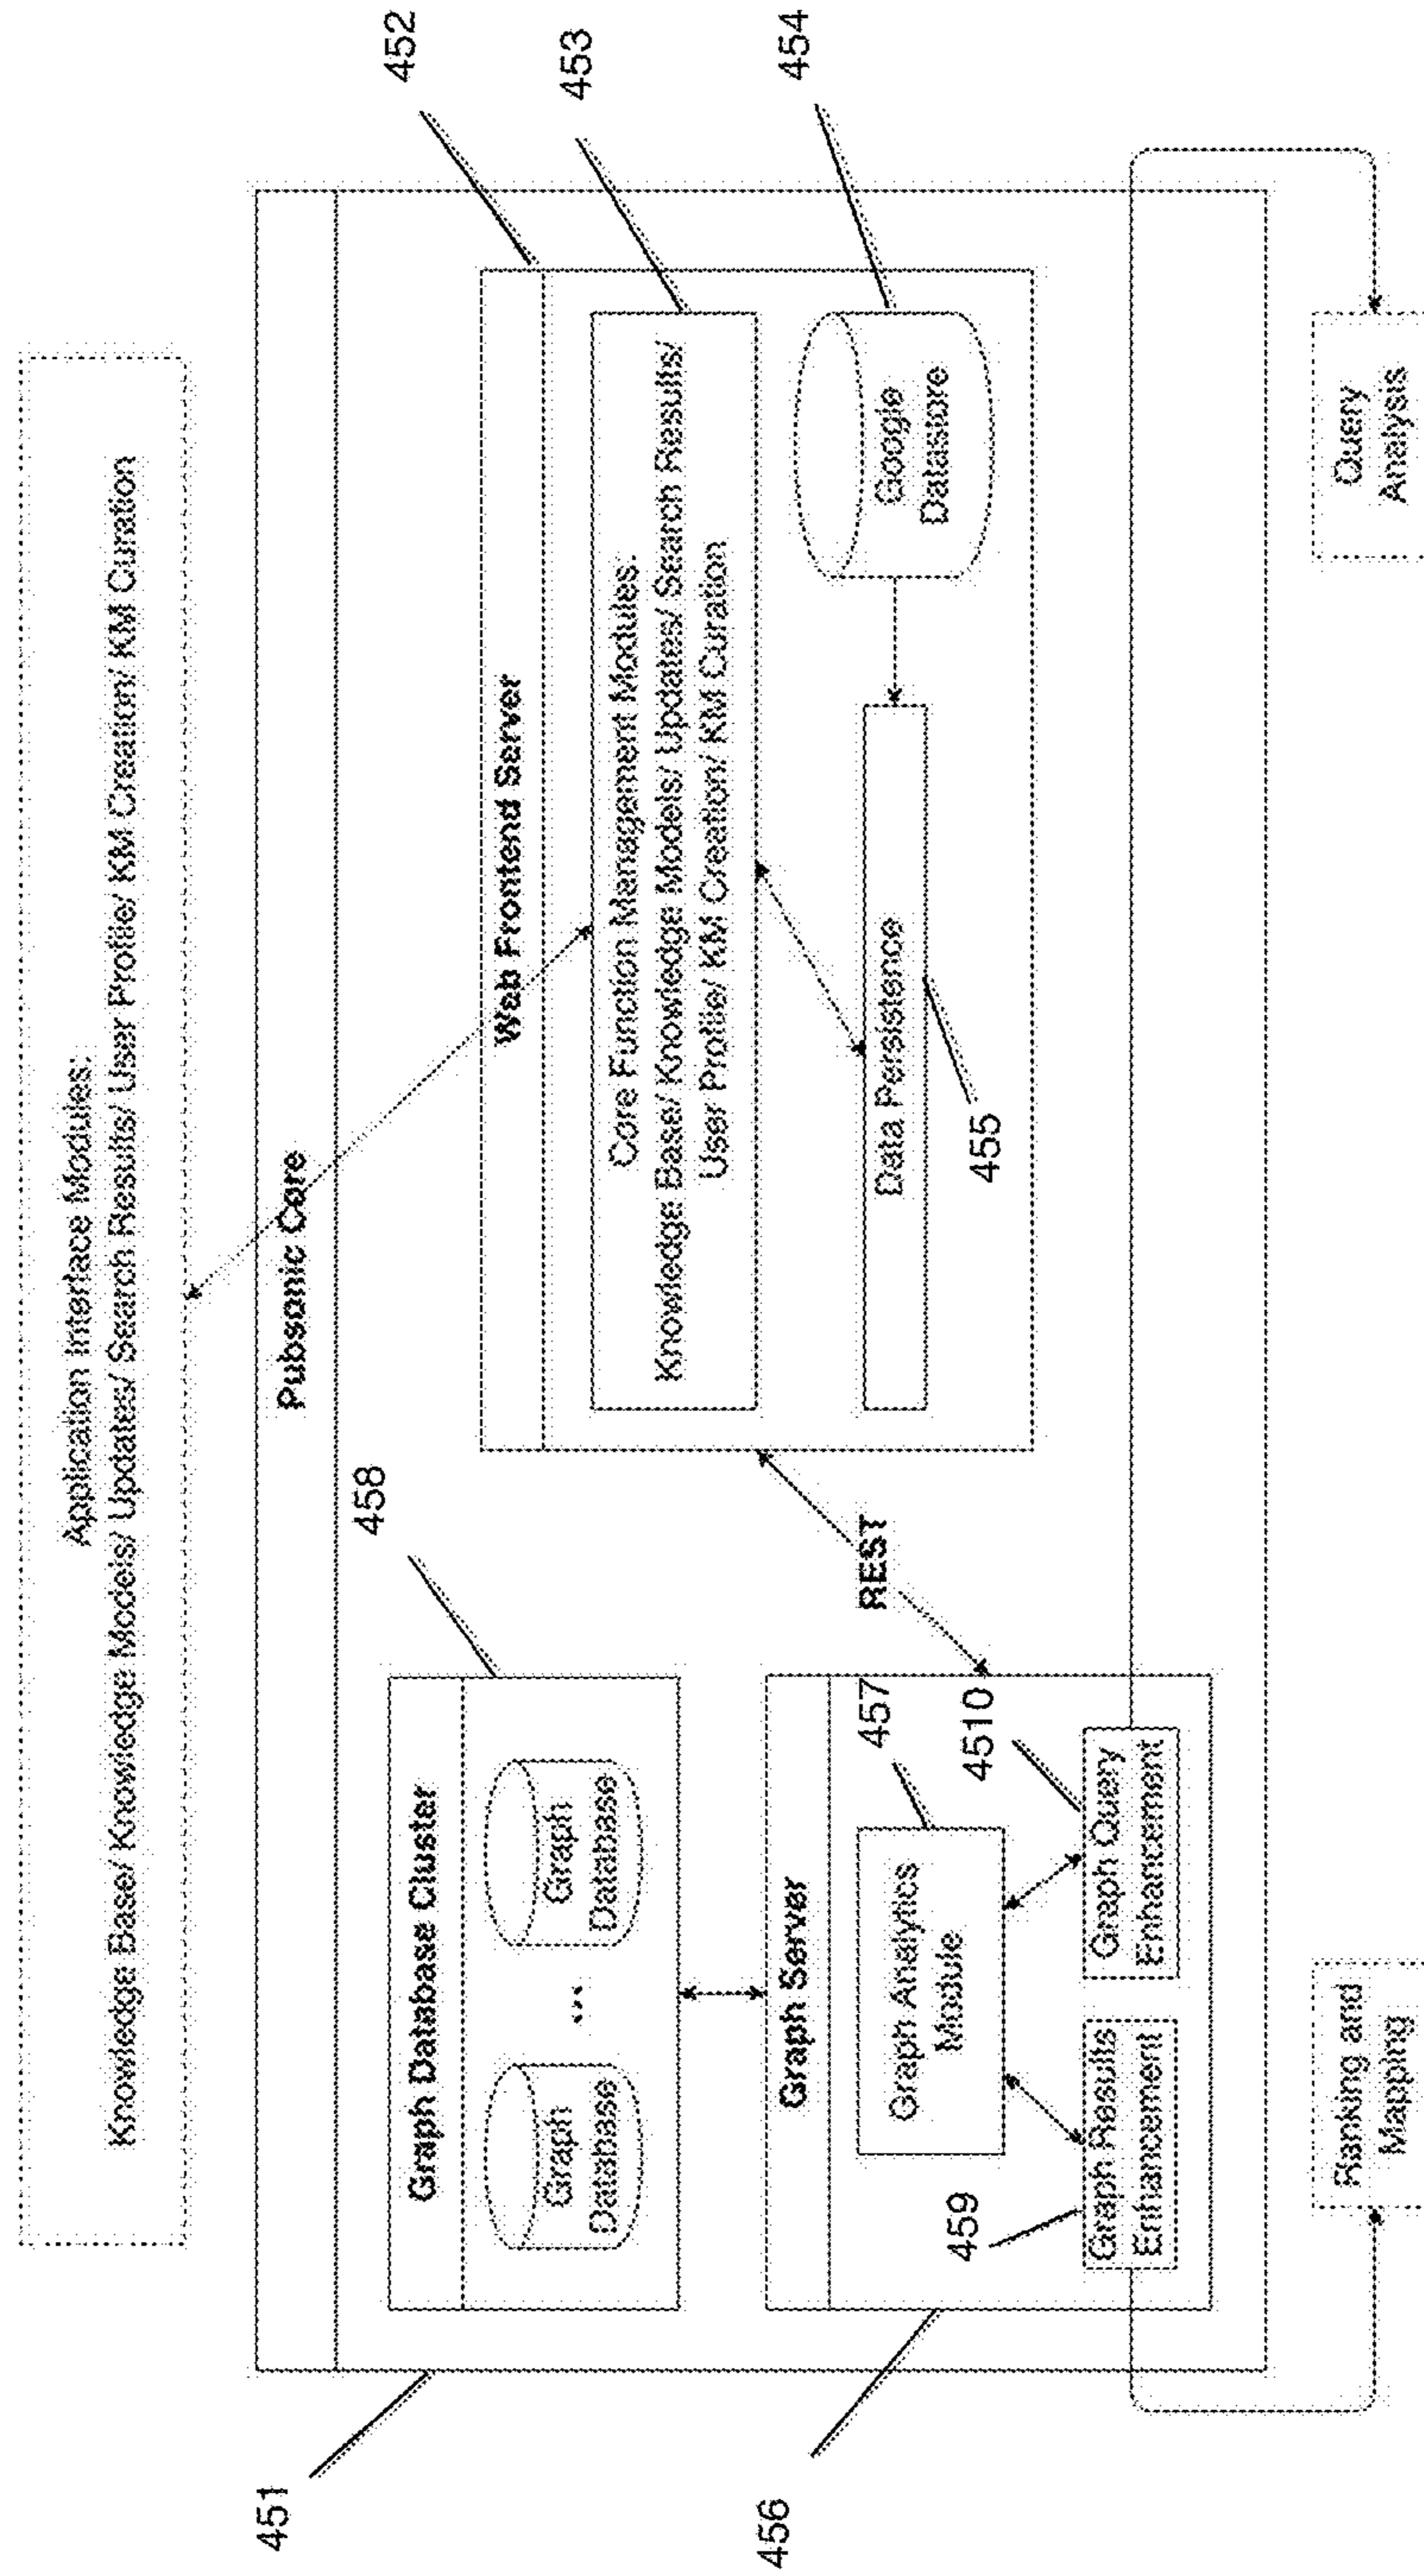 Application Interface Modules:
Knowledge Base/ Knowledge Models/ Updates/ Search Results/ User Profile/ KM Creation/ KM Curation
451
Pubsonic Core
458
Graph Database Cluster
Graph
Database
...
Graph
Database
452
Web Frontend Server
453
Core Function Management Modules:
Knowledge Base/ Knowledge Models/ Updates/ Search Results/
User Profile/ KM Creation/ KM Curation
454
Google
Datastore
Data Persistence
455
REST
456
Graph Server
457
Graph Analytics
Module
459
4510
Graph Results
Enhancement
Graph Query
Enhancement
Ranking and
Mapping
Query
Analysis